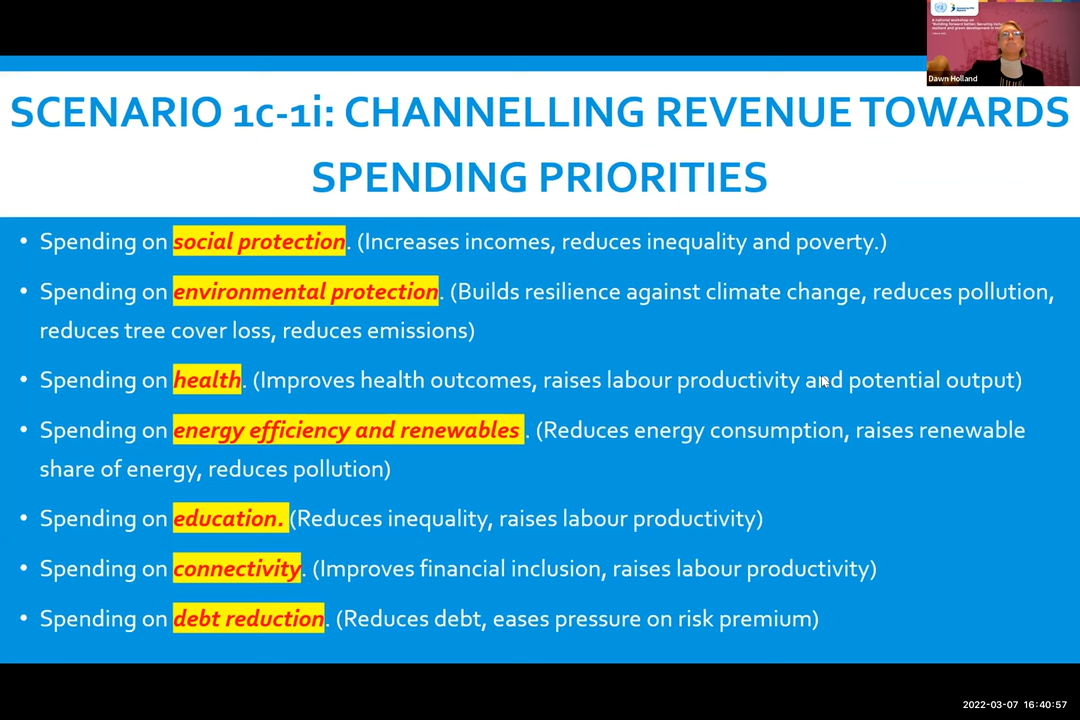 A national workshop on
Dawn Holland
SCENARIO 1c-1i: CHANNELLING REVENUE TOWARDS
SPENDING PRIORITIES
• Spending on social protection. (Increases incomes, reduces inequality and poverty.)
• Spending on environmental protection. (Builds resilience against climate change, reduces pollution,
reduces tree cover loss, reduces emissions)
• Spending on health. (Improves health outcomes, raises labour productivity and potential output)
• Spending on energy efficiency and renewables . (Reduces energy consumption, raises renewable
share of energy, reduces pollution)
• Spending on education. (Reduces inequality, raises labour productivity)
• Spending on connectivity. (Improves financial inclusion, raises labour productivity)
• Spending on debt reduction. (Reduces debt, eases pressure on risk premium)
2022-03-07 16:40:57